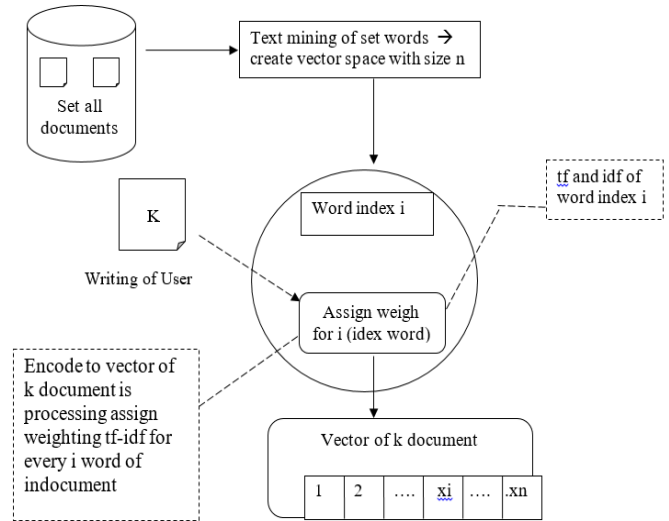 Text mining of set words →
create vector space with size n
Set all
documents
tf and idf of
word index i
Word index i
K
Writing of User
Assign weigh
for i (idex word)
Encode to vector of
k document is
processing assign
weighting tf-idf for
every i word of
indocument
Vector of k document
1 2 …. xi …. .xn